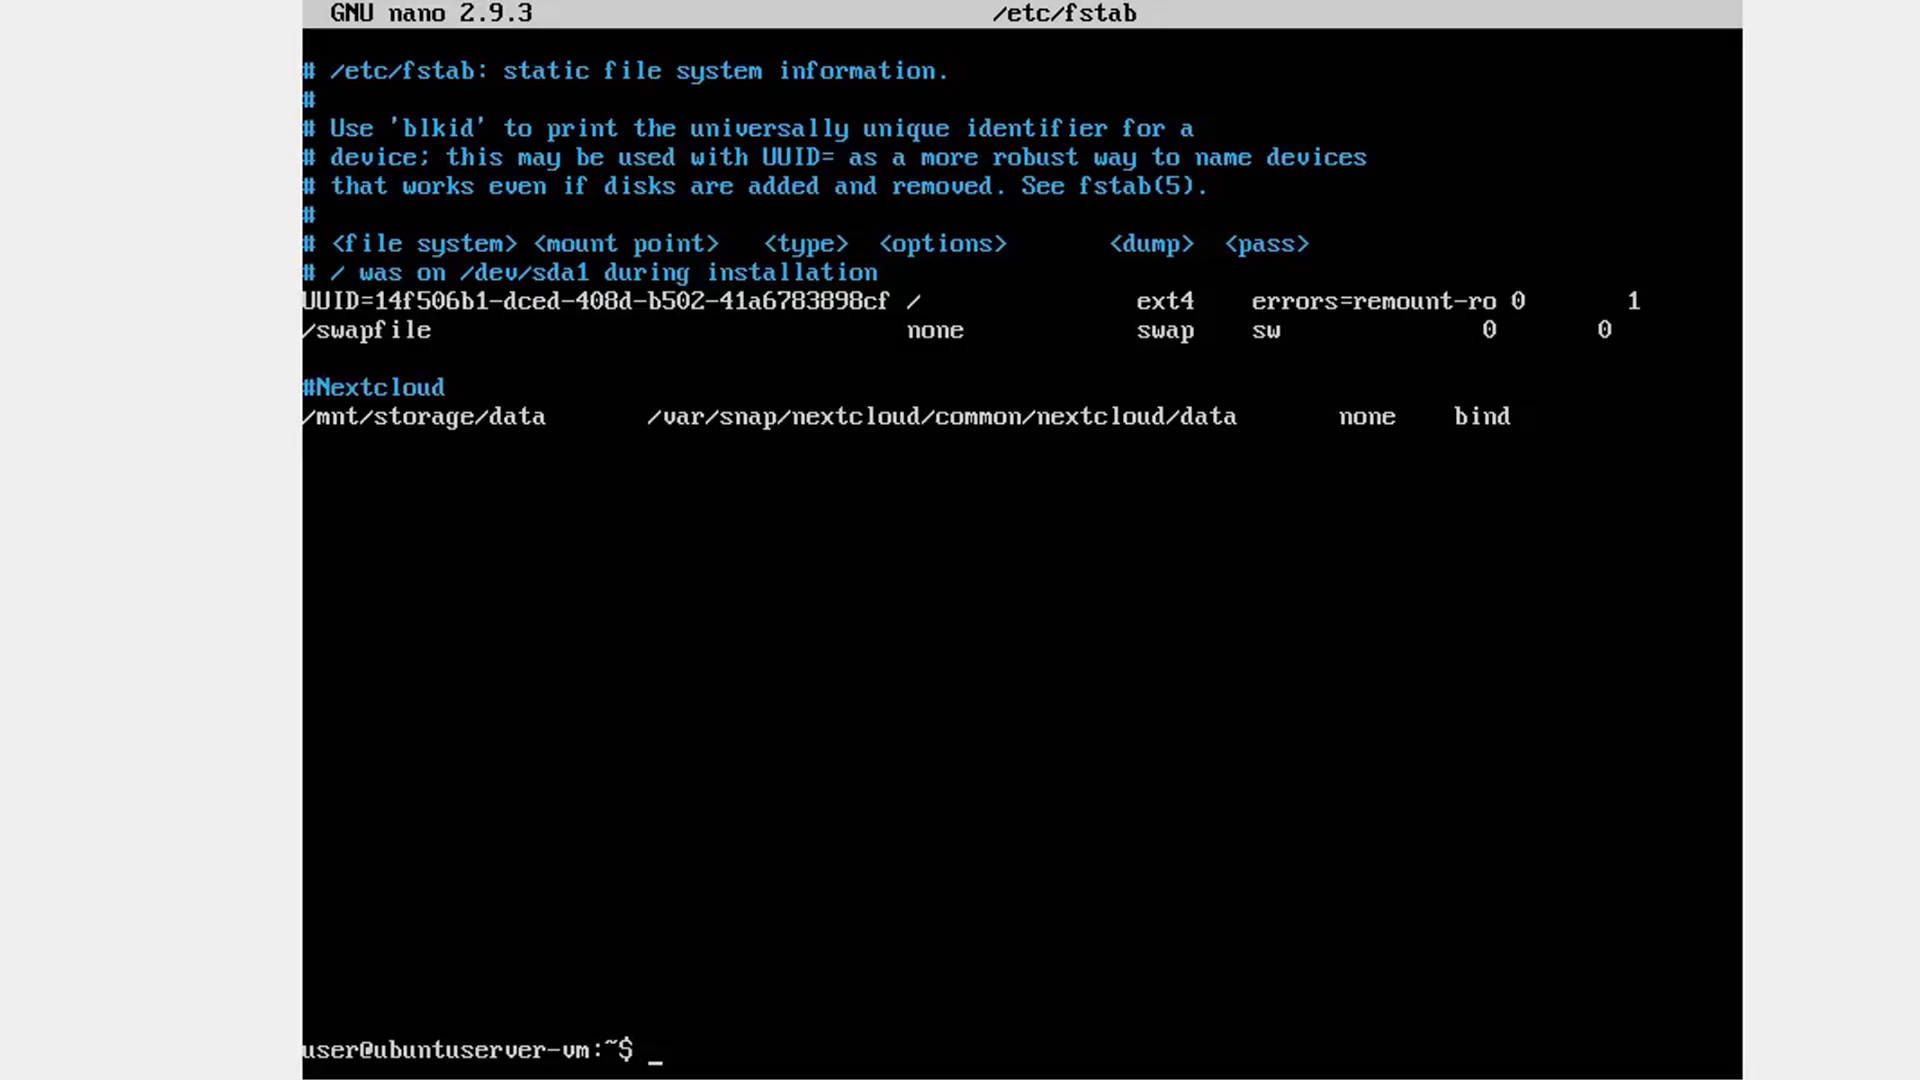 GNU nano 2.9.3 /etc/fstab
# /etc/fstab: static file system information.
#
# Use 'blkid' to print the universally unique identifier for a
# device; this may be used with UUID= as a more robust way to name devices
# that works even if disks are added and removed. See fstab(5).
#
# <file system> <mount point> <type> <options> <dump> <pass>
# / was on /dev/sda1 during installation
UUID=14f506b1-dced-408d-b502-41a6783898cf / ext4 errors=remount-ro 0 1
/swapfile none swap sw 0 0
#Nextcloud
/mnt/storage/data /var/snap/nextcloud/common/nextcloud/data none bind
user@ubuntuserver-vm:~$ _